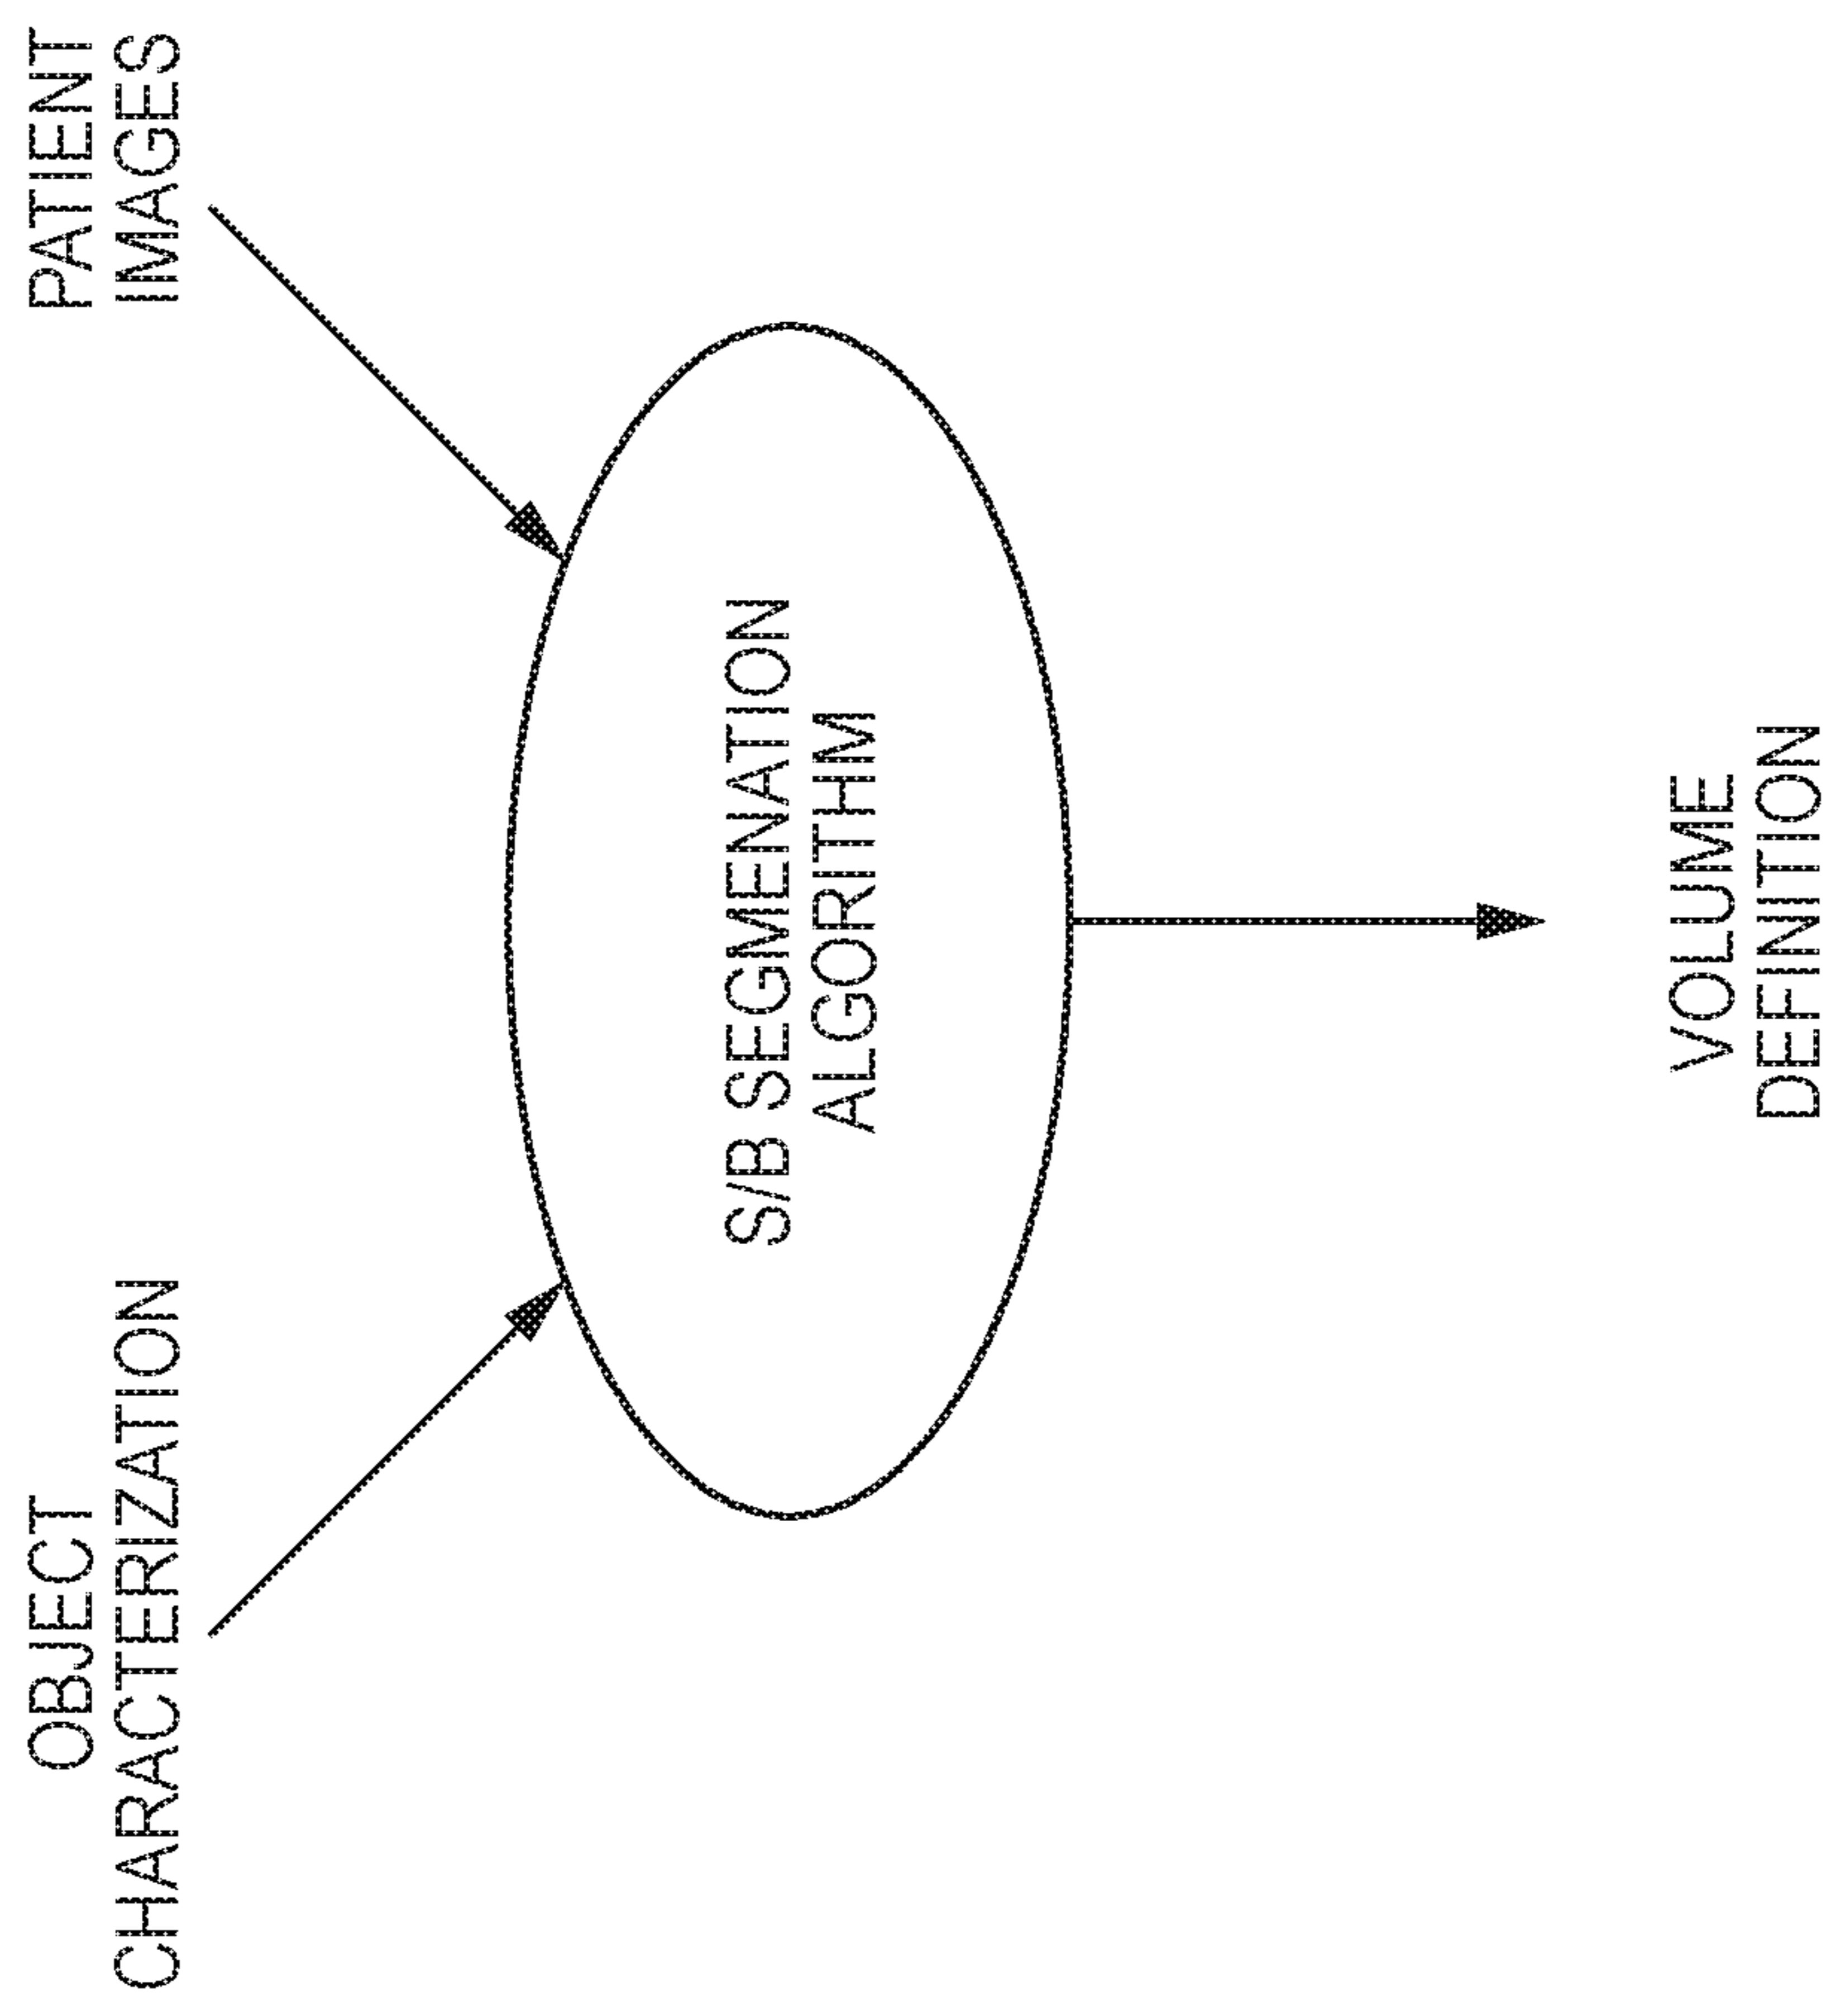 OBJECT
CHARACTERIZATION
PATIENT
IMAGES
S/B SEGMENATION
ALGORITHM
VOLUME
DEFINITION